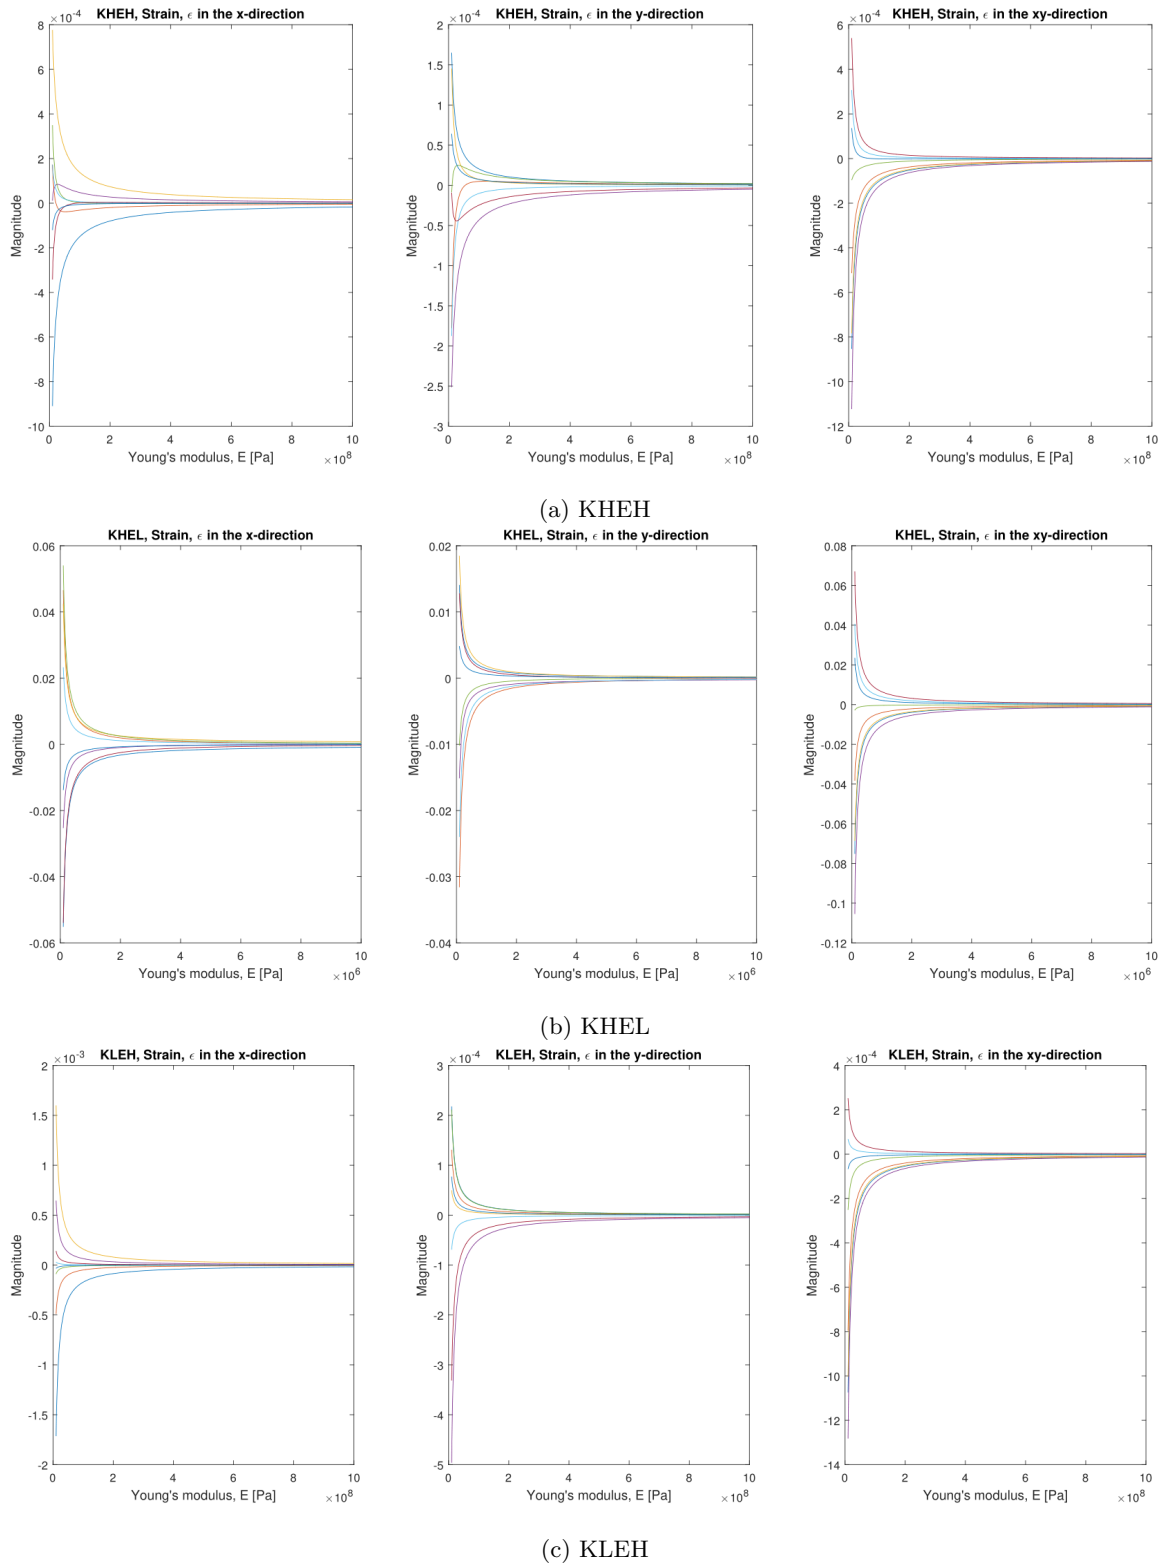 KHEH, Strain, ϵ in the x-direction
×10⁻⁴
8
6
4
2
0
-2
-4
-6
-8
-10
Magnitude
0 2 4 6 8 10
Young's modulus, E [Pa]
×10⁸
KHEH, Strain, ϵ in the y-direction
×10⁻⁴
2
1.5
1
0.5
0
-0.5
-1
-1.5
-2
-2.5
-3
Magnitude
0 2 4 6 8 10
Young's modulus, E [Pa]
×10⁸
KHEH, Strain, ϵ in the xy-direction
×10⁻⁴
6
4
2
0
-2
-4
-6
-8
-10
-12
Magnitude
0 2 4 6 8 10
Young's modulus, E [Pa]
×10⁸
(a) KHEH
KHEL, Strain, ϵ in the x-direction
0.06
0.04
0.02
0
-0.02
-0.04
-0.06
Magnitude
0 2 4 6 8 10
Young's modulus, E [Pa]
×10⁶
KHEL, Strain, ϵ in the y-direction
0.02
0.01
0
-0.01
-0.02
-0.03
-0.04
Magnitude
0 2 4 6 8 10
Young's modulus, E [Pa]
×10⁶
KHEL, Strain, ϵ in the xy-direction
0.08
0.06
0.04
0.02
0
-0.02
-0.04
-0.06
-0.08
-0.1
-0.12
Magnitude
0 2 4 6 8 10
Young's modulus, E [Pa]
×10⁶
(b) KHEL
KLEH, Strain, ϵ in the x-direction
×10⁻³
2
1.5
1
0.5
0
-0.5
-1
-1.5
-2
Magnitude
0 2 4 6 8 10
Young's modulus, E [Pa]
×10⁸
KLEH, Strain, ϵ in the y-direction
×10⁻⁴
3
2
1
0
-1
-2
-3
-4
-5
Magnitude
0 2 4 6 8 10
Young's modulus, E [Pa]
×10⁸
KLEH, Strain, ϵ in the xy-direction
×10⁻⁴
4
2
0
-2
-4
-6
-8
-10
-12
-14
Magnitude
0 2 4 6 8 10
Young's modulus, E [Pa]
×10⁸
(c) KLEH